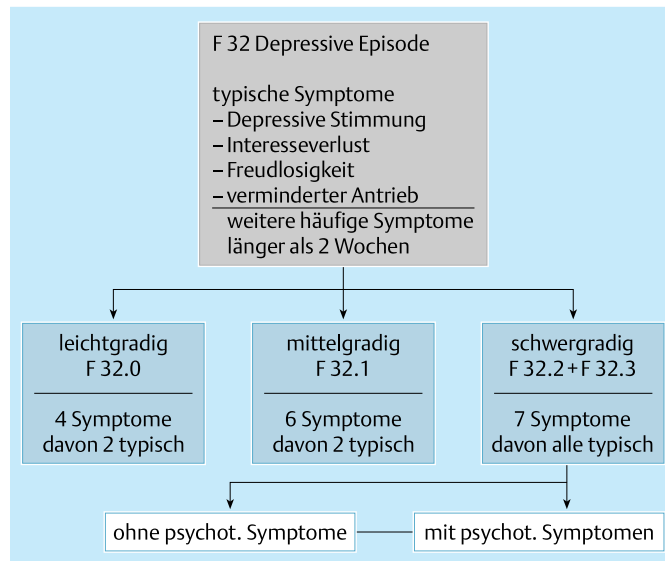 F 32 Depressive Episode
typische Symptome
– Depressive Stimmung
– Interesseverlust
– Freudlosigkeit
– verminderter Antrieb
weitere häufige Symptome
länger als 2 Wochen
leichtgradig
F 32.0
4 Symptome
davon 2 typisch
mittelgradig
F 32.1
6 Symptome
davon 2 typisch
schwergradig
F 32.2 + F 32.3
7 Symptome
davon alle typisch
ohne psychot. Symptome
mit psychot. Symptomen